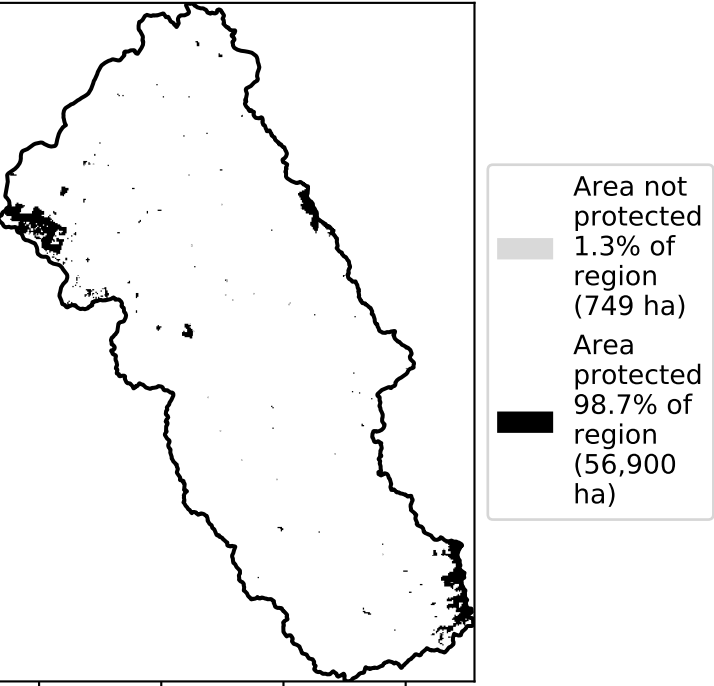 Area not
protected
1.3% of
region
(749 ha)
Area
protected
98.7% of
region
(56,900
ha)